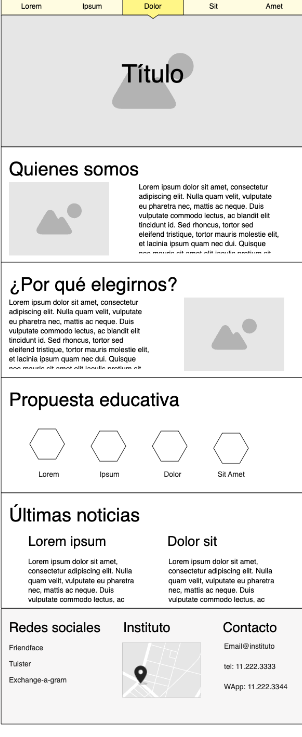 Lorem Ipsum Dolor Sit Amet
Título
Quienes somos
Lorem ipsum dolor sit amet, consectetur
adipiscing elit. Nulla quam velit, vulputate
eu pharetra nec, mattis ac neque. Duis
vulputate commodo lectus, ac blandit elit
tincidunt id. Sed rhoncus, tortor sed
eleifend tristique, tortor mauris molestie elit,
et lacinia ipsum quam nec dui. Quisque
¿Por qué elegirnos?
Lorem ipsum dolor sit amet, consectetur
adipiscing elit. Nulla quam velit, vulputate
eu pharetra nec, mattis ac neque. Duis
vulputate commodo lectus, ac blandit elit
tincidunt id. Sed rhoncus, tortor sed
eleifend tristique, tortor mauris molestie elit,
et lacinia ipsum quam nec dui. Quisque
Propuesta educativa
Lorem Ipsum Dolor Sit Amet
Últimas noticias
Lorem ipsum
Lorem ipsum dolor sit amet,
consectetur adipiscing elit. Nulla
quam velit, vulputate eu pharetra
nec, mattis ac neque. Duis
vulputate commodo lectus, ac
Dolor sit
Lorem ipsum dolor sit amet,
consectetur adipiscing elit. Nulla
quam velit, vulputate eu pharetra
nec, mattis ac neque. Duis
vulputate commodo lectus, ac
Redes sociales
Friendface
Tuister
Exchange-a-gram
Instituto
Contacto
Email@instituto
tel: 11.222.3333
WApp: 11.222.3344